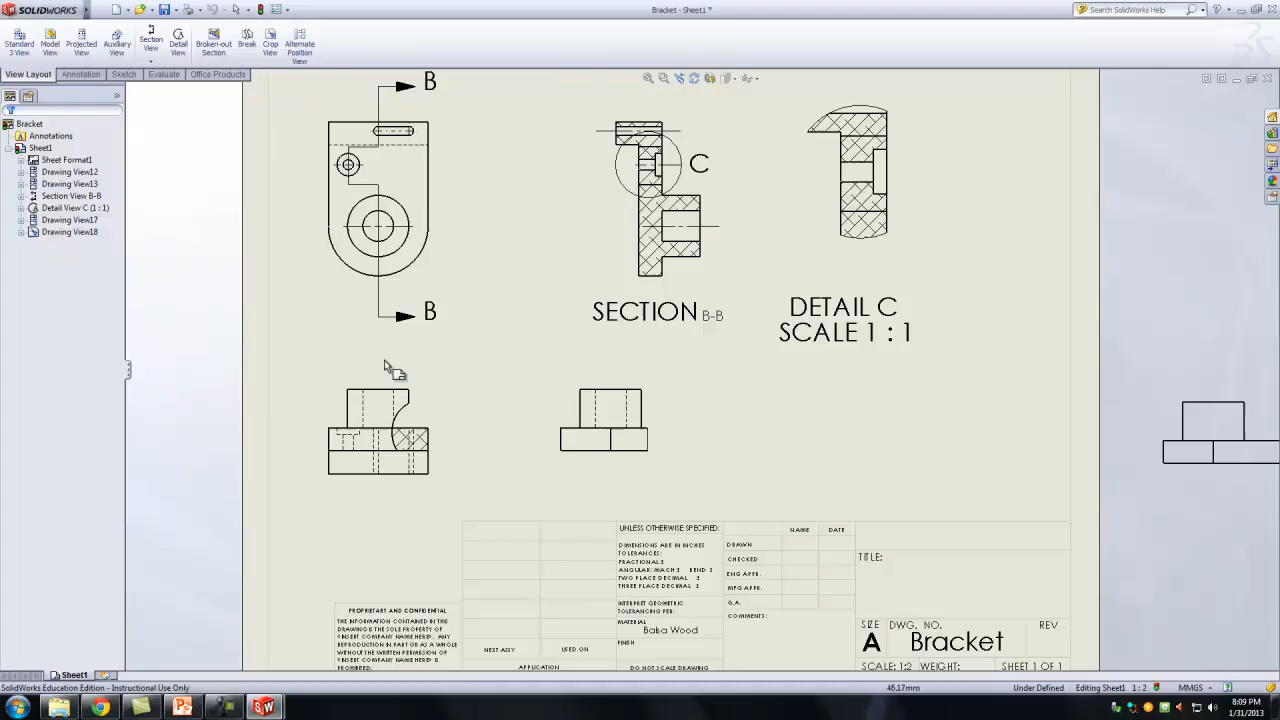 SOLIDWORKS
Bracket - Sheet1 *
Search SolidWorks Help
Standard 3 View
Model View
Projected View
Auxiliary View
Section View
Detail View
Broken-out Section
Break
Crop View
Alternate Position View
View Layout
Annotation
Sketch
Evaluate
Office Products
Bracket
Annotations
Sheet1
Sheet Format1
Drawing View12
Drawing View13
Section View B-B
Detail View C (1 : 1)
Drawing View17
Drawing View18
B
C
B
SECTION B-B
DETAIL C
SCALE 1 : 1
UNLESS OTHERWISE SPECIFIED:
DIMENSIONS ARE IN INCHES
TOLERANCES:
FRACTIONAL ±
ANGULAR: MACH ± BEND ±
TWO PLACE DECIMAL ±
THREE PLACE DECIMAL ±
INTERPRET GEOMETRIC
TOLERANCING PER:
MATERIAL
Balsa Wood
FINISH
DO NOT SCALE DRAWING
NAME DATE
DRAWN
CHECKED
ENG APPR.
MFG APPR.
Q.A.
COMMENTS:
TITLE:
SIZE DWG. NO. REV
A Bracket
SCALE: 1:2 WEIGHT: SHEET 1 OF 1
PROPRIETARY AND CONFIDENTIAL
THE INFORMATION CONTAINED IN THIS
DRAWING IS THE SOLE PROPERTY OF
<INSERT COMPANY NAME HERE>. ANY
REPRODUCTION IN PART OR AS A WHOLE
WITHOUT THE WRITTEN PERMISSION OF
<INSERT COMPANY NAME HERE> IS
PROHIBITED.
NEXT ASSY USED ON
APPLICATION
Sheet1
SolidWorks Education Edition - Instructional Use Only
46.17mm
Under Defined
Editing Sheet1
1 : 2
MMGS
8:09 PM
1/31/2013